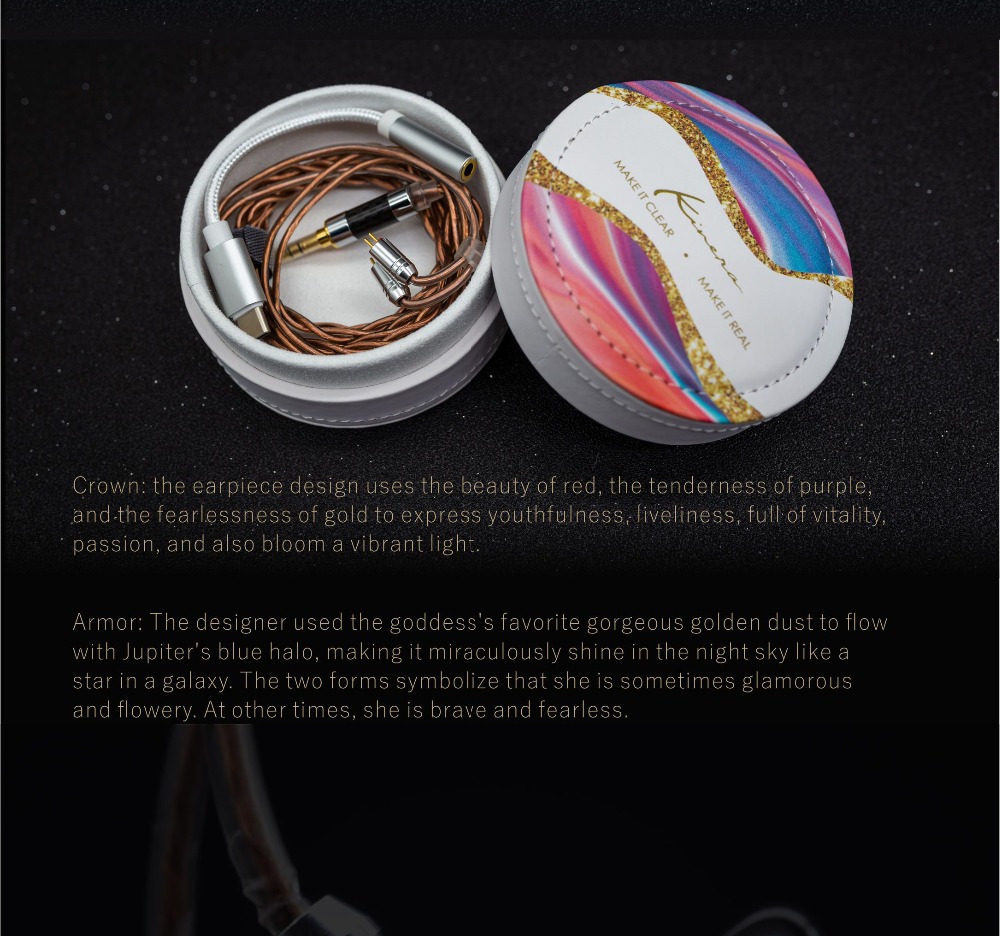 MAKE IT CLEAR
Kinera
MAKE IT REAL
Crown: the earpiece design uses the beauty of red, the tenderness of purple,
and the fearlessness of gold to express youthfulness, liveliness, full of vitality,
passion, and also bloom a vibrant light.
Armor: The designer used the goddess's favorite gorgeous golden dust to flow
with Jupiter's blue halo, making it miraculously shine in the night sky like a
star in a galaxy. The two forms symbolize that she is sometimes glamorous
and flowery. At other times, she is brave and fearless.